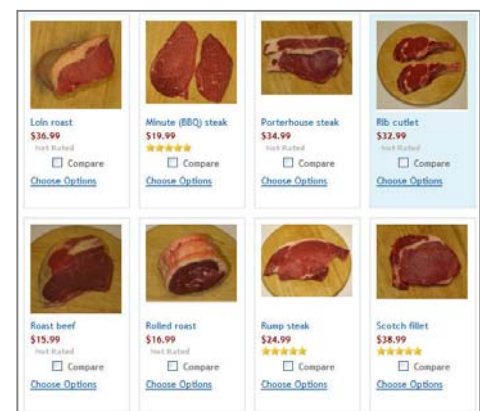 Loin roast
$36.99
Not Rated
Compare
Choose Options
Minute (BBQ) steak
$19.99
Compare
Choose Options
Porterhouse steak
$34.99
Not Rated
Compare
Choose Options
Rib cutlet
$32.99
Not Rated
Compare
Choose Options
Roast beef
$15.99
Not Rated
Compare
Choose Options
Rolled roast
$16.99
Not Rated
Compare
Choose Options
Rump steak
$24.99
Compare
Choose Options
Scotch fillet
$38.99
Compare
Choose Options